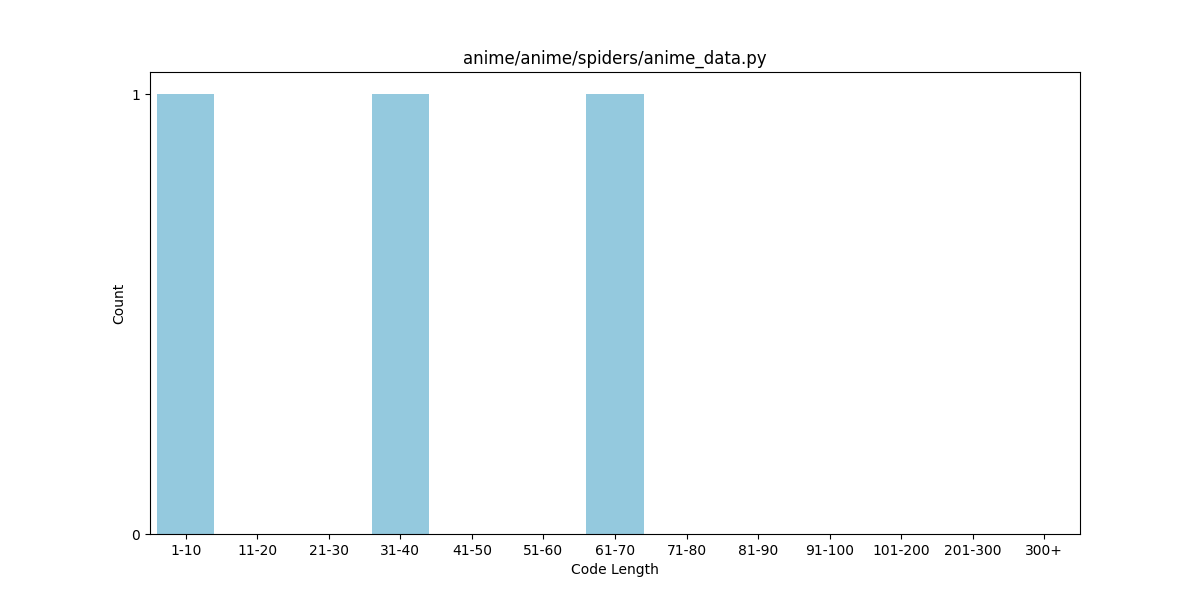 anime/anime/spiders/anime_data.py
1
Count
0
1-10 11-20 21-30 31-40 41-50 51-60 61-70 71-80 81-90 91-100 101-200 201-300 300+
Code Length